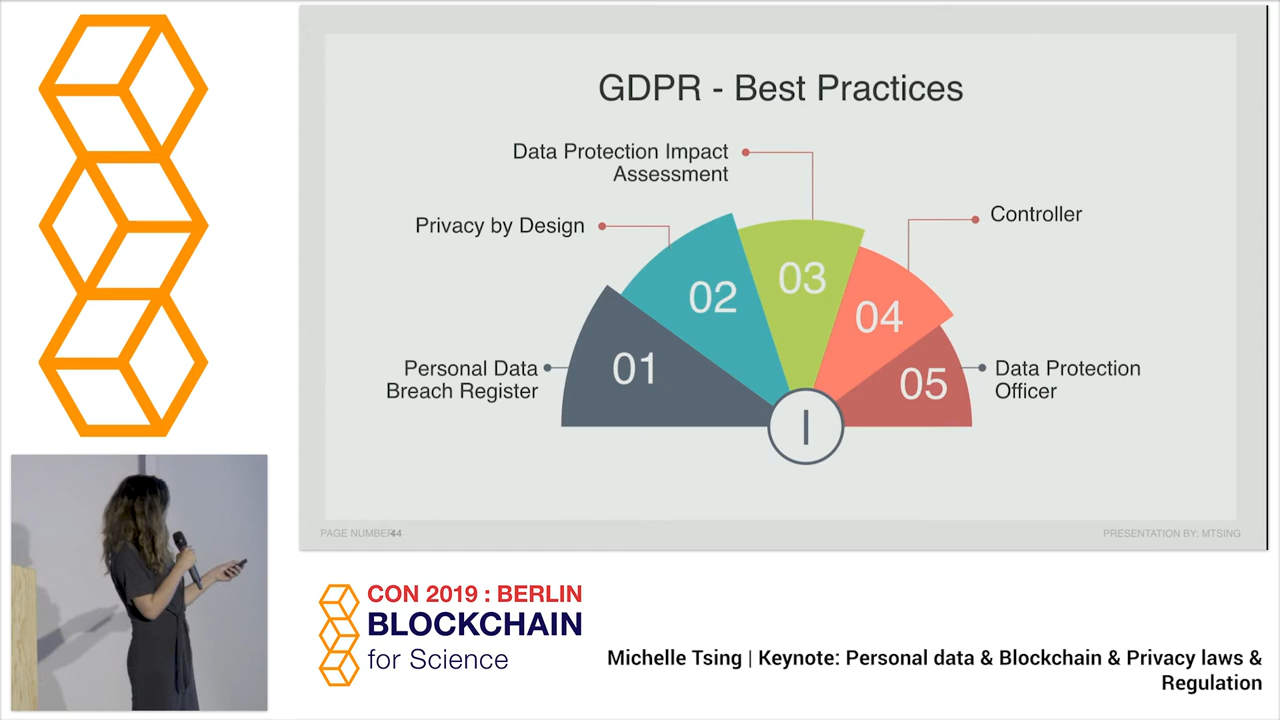 GDPR - Best Practices
Data Protection Impact
Assessment
Privacy by Design
Controller
Personal Data
Breach Register
Data Protection
Officer
01
02
03
04
05
PAGE NUMBER44
PRESENTATION BY: MTSING
CON 2019 : BERLIN
BLOCKCHAIN
for Science
Michelle Tsing | Keynote: Personal data & Blockchain & Privacy laws &
Regulation